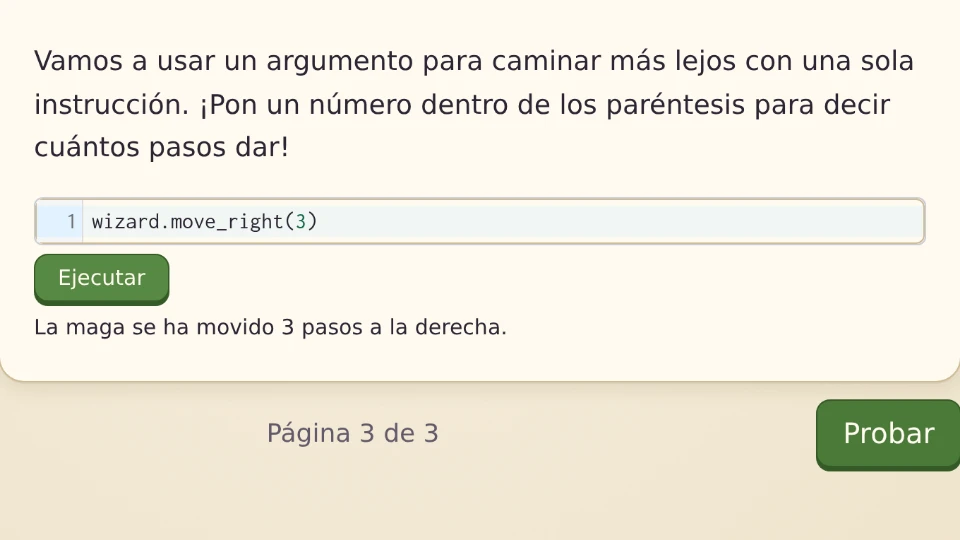 Vamos a usar un argumento para caminar más lejos con una sola
instrucción. ¡Pon un número dentro de los paréntesis para decir
cuántos pasos dar!
1 wizard.move_right(3)
Ejecutar
La maga se ha movido 3 pasos a la derecha.
Página 3 de 3
Probar